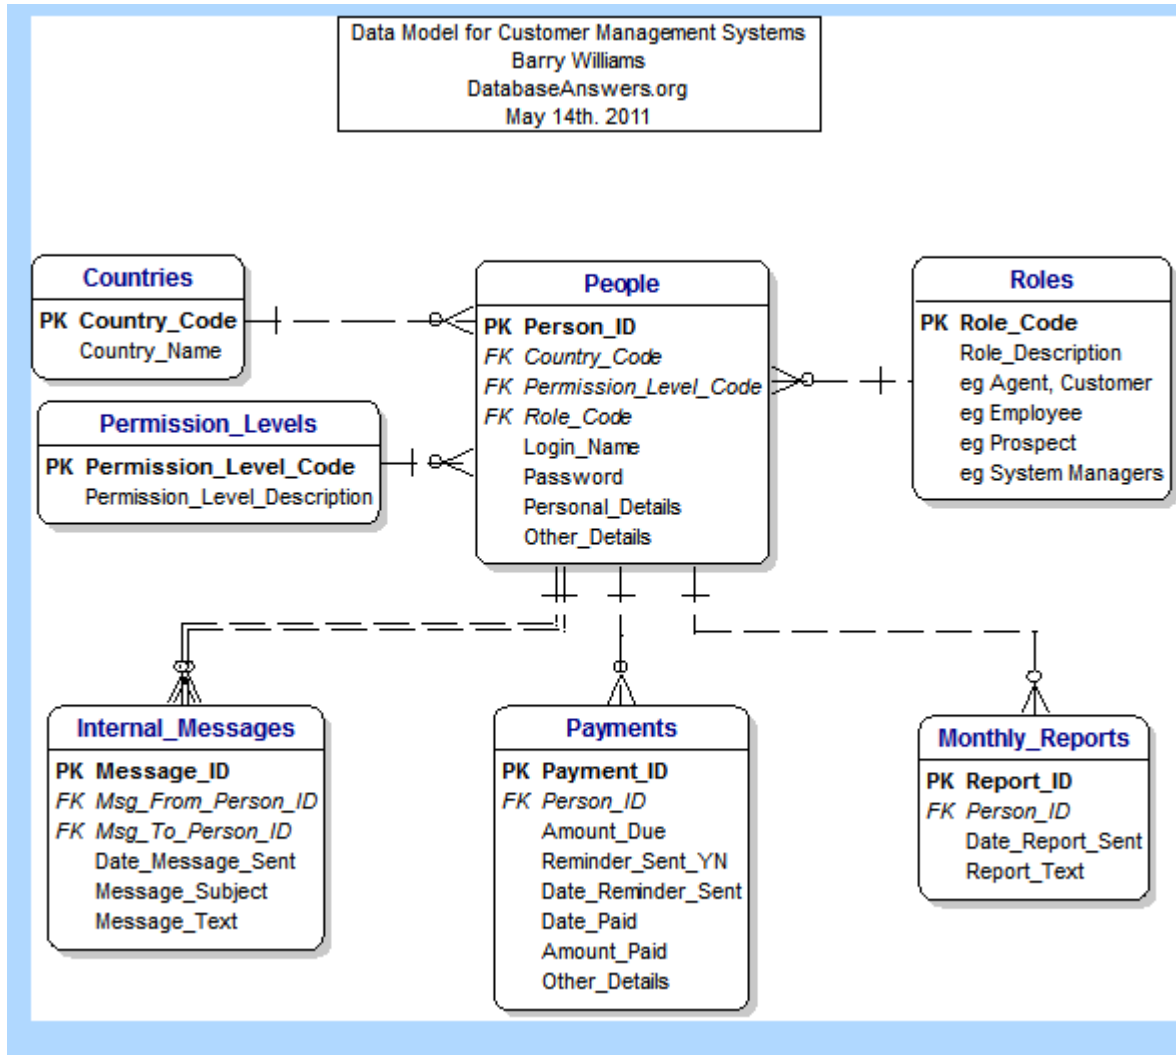 Data Model for Customer Management Systems
Barry Williams
DatabaseAnswers.org
May 14th. 2011
Countries
PK Country_Code
Country_Name
Permission_Levels
PK Permission_Level_Code
Permission_Level_Description
People
PK Person_ID
FK Country_Code
FK Permission_Level_Code
FK Role_Code
Login_Name
Password
Personal_Details
Other_Details
Roles
PK Role_Code
Role_Description
eg Agent, Customer
eg Employee
eg Prospect
eg System Managers
Internal_Messages
PK Message_ID
FK Msg_From_Person_ID
FK Msg_To_Person_ID
Date_Message_Sent
Message_Subject
Message_Text
Payments
PK Payment_ID
FK Person_ID
Amount_Due
Reminder_Sent_YN
Date_Reminder_Sent
Date_Paid
Amount_Paid
Other_Details
Monthly_Reports
PK Report_ID
FK Person_ID
Date_Report_Sent
Report_Text